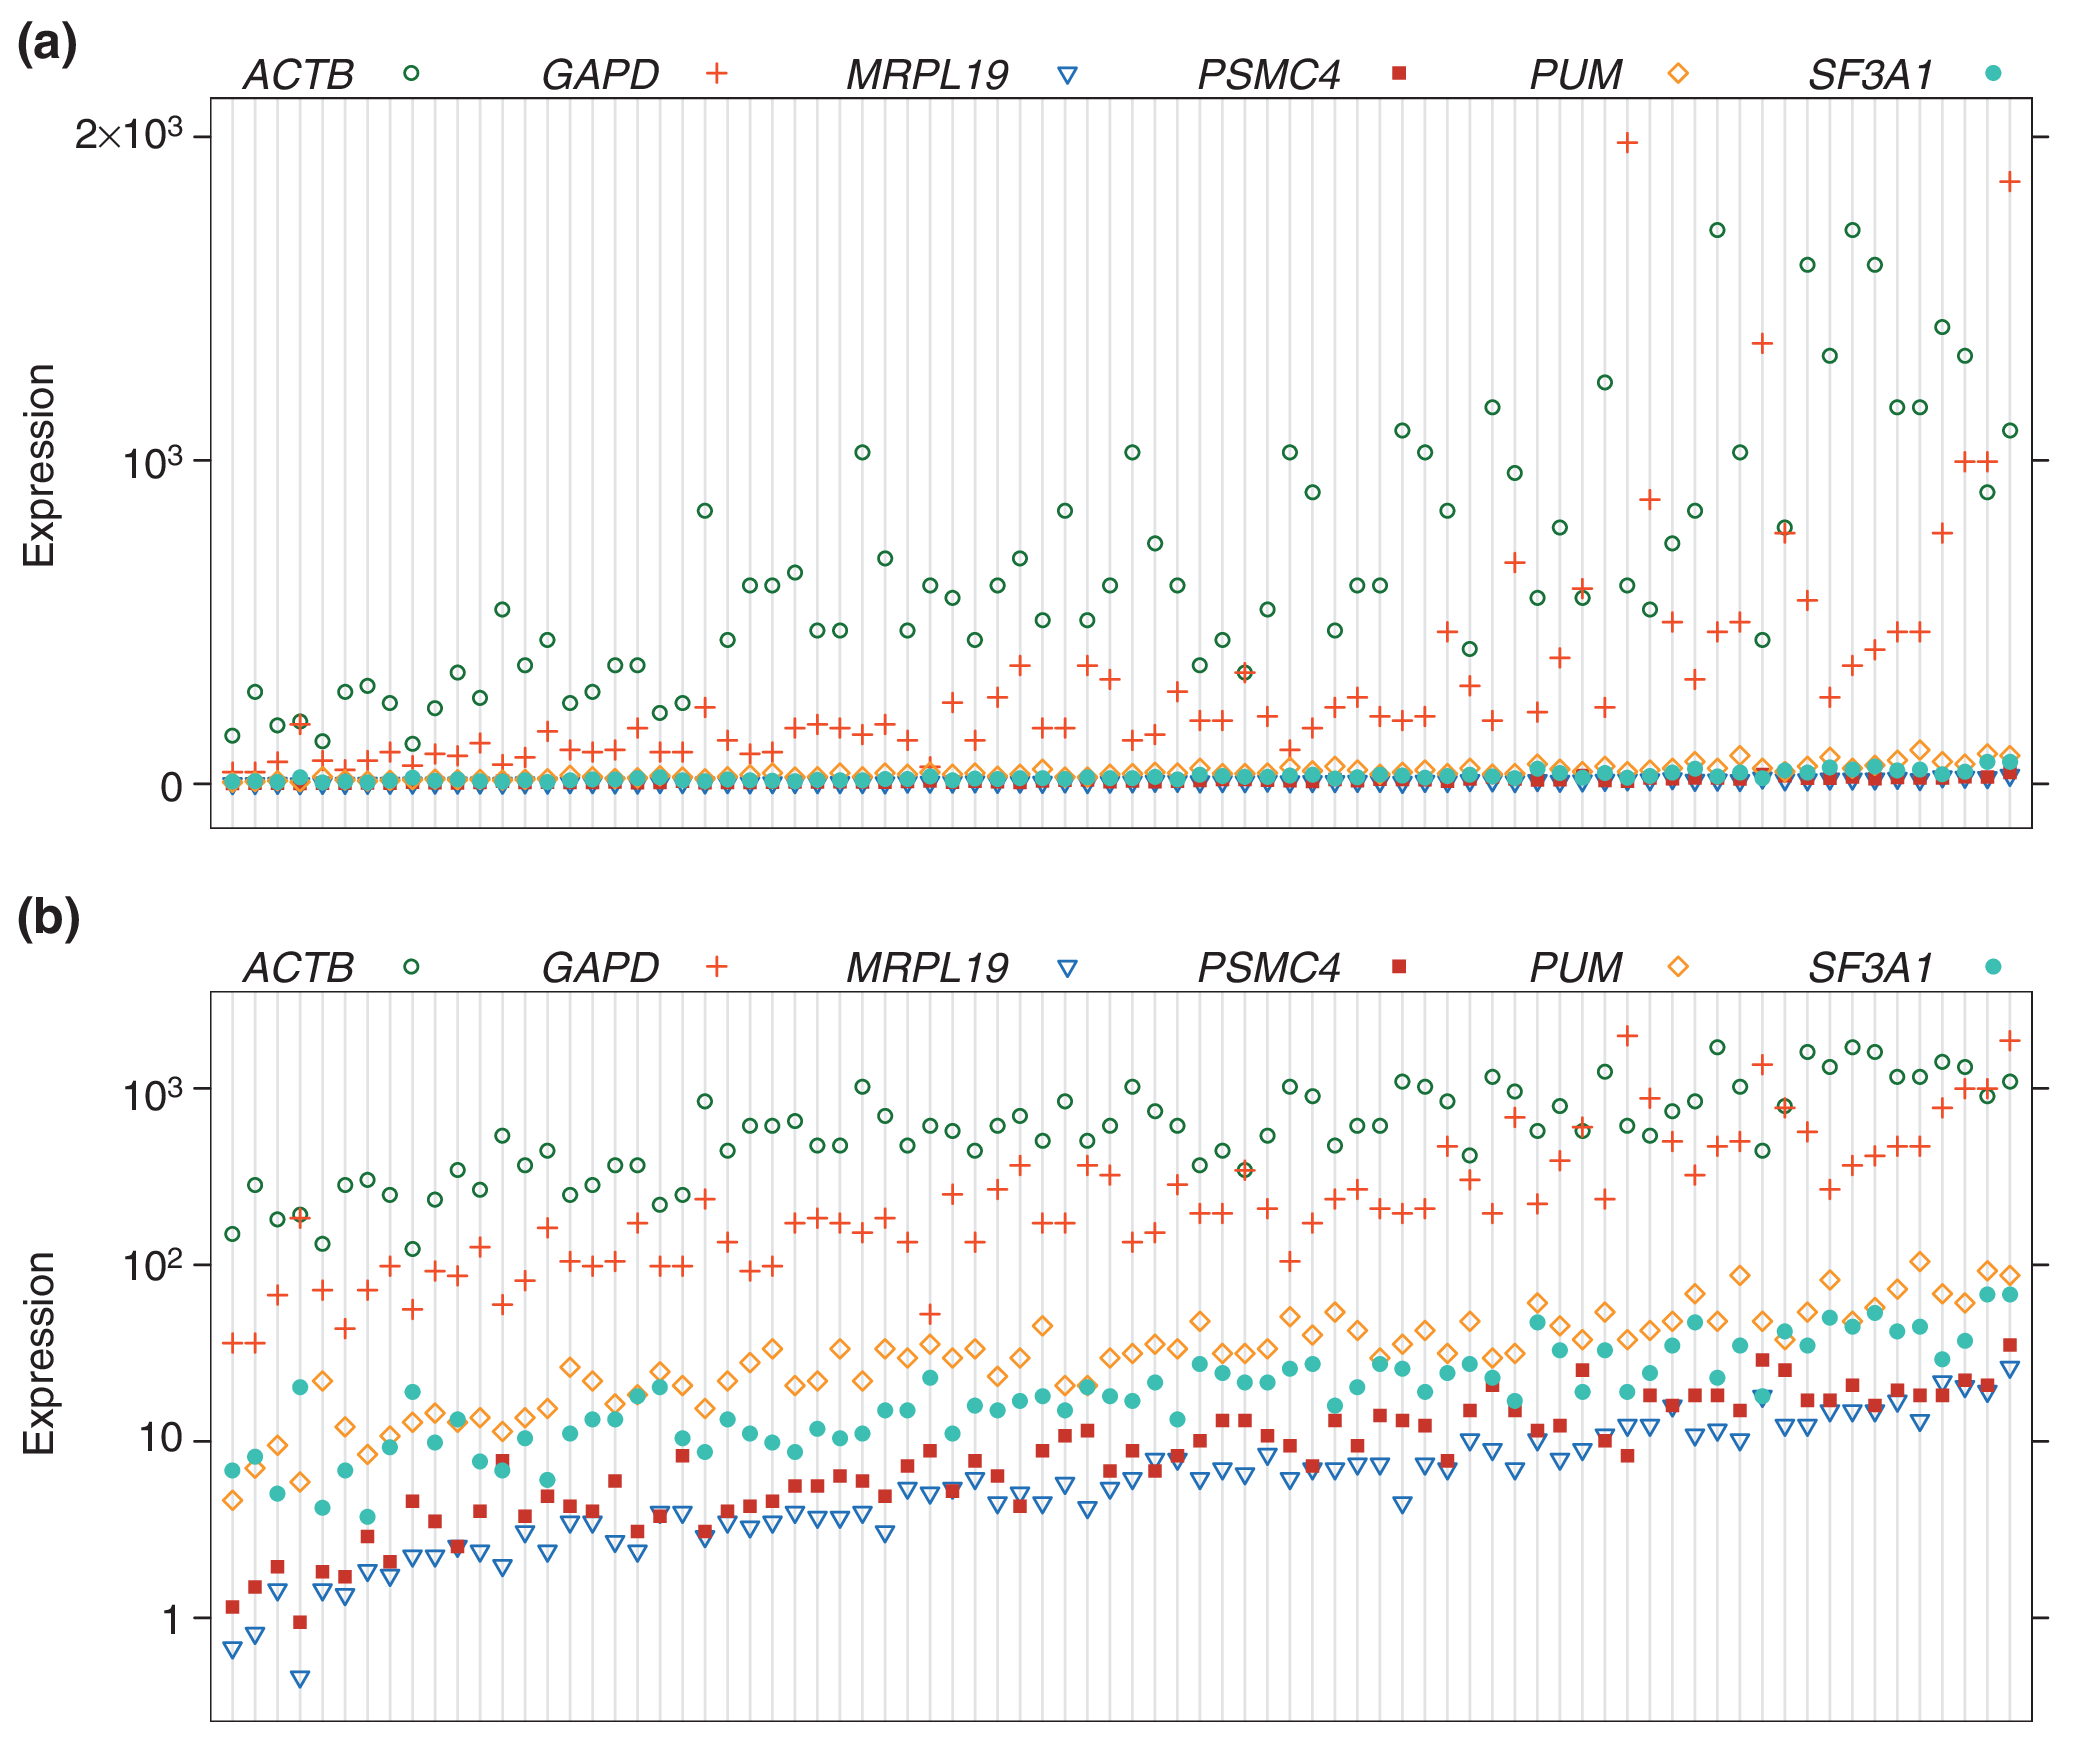 (a)
ACTB GAPD MRPL19 PSMC4 PUM SF3A1
2×10³
10³
0
Expression
(b)
ACTB GAPD MRPL19 PSMC4 PUM SF3A1
10³
10²
10
1
Expression